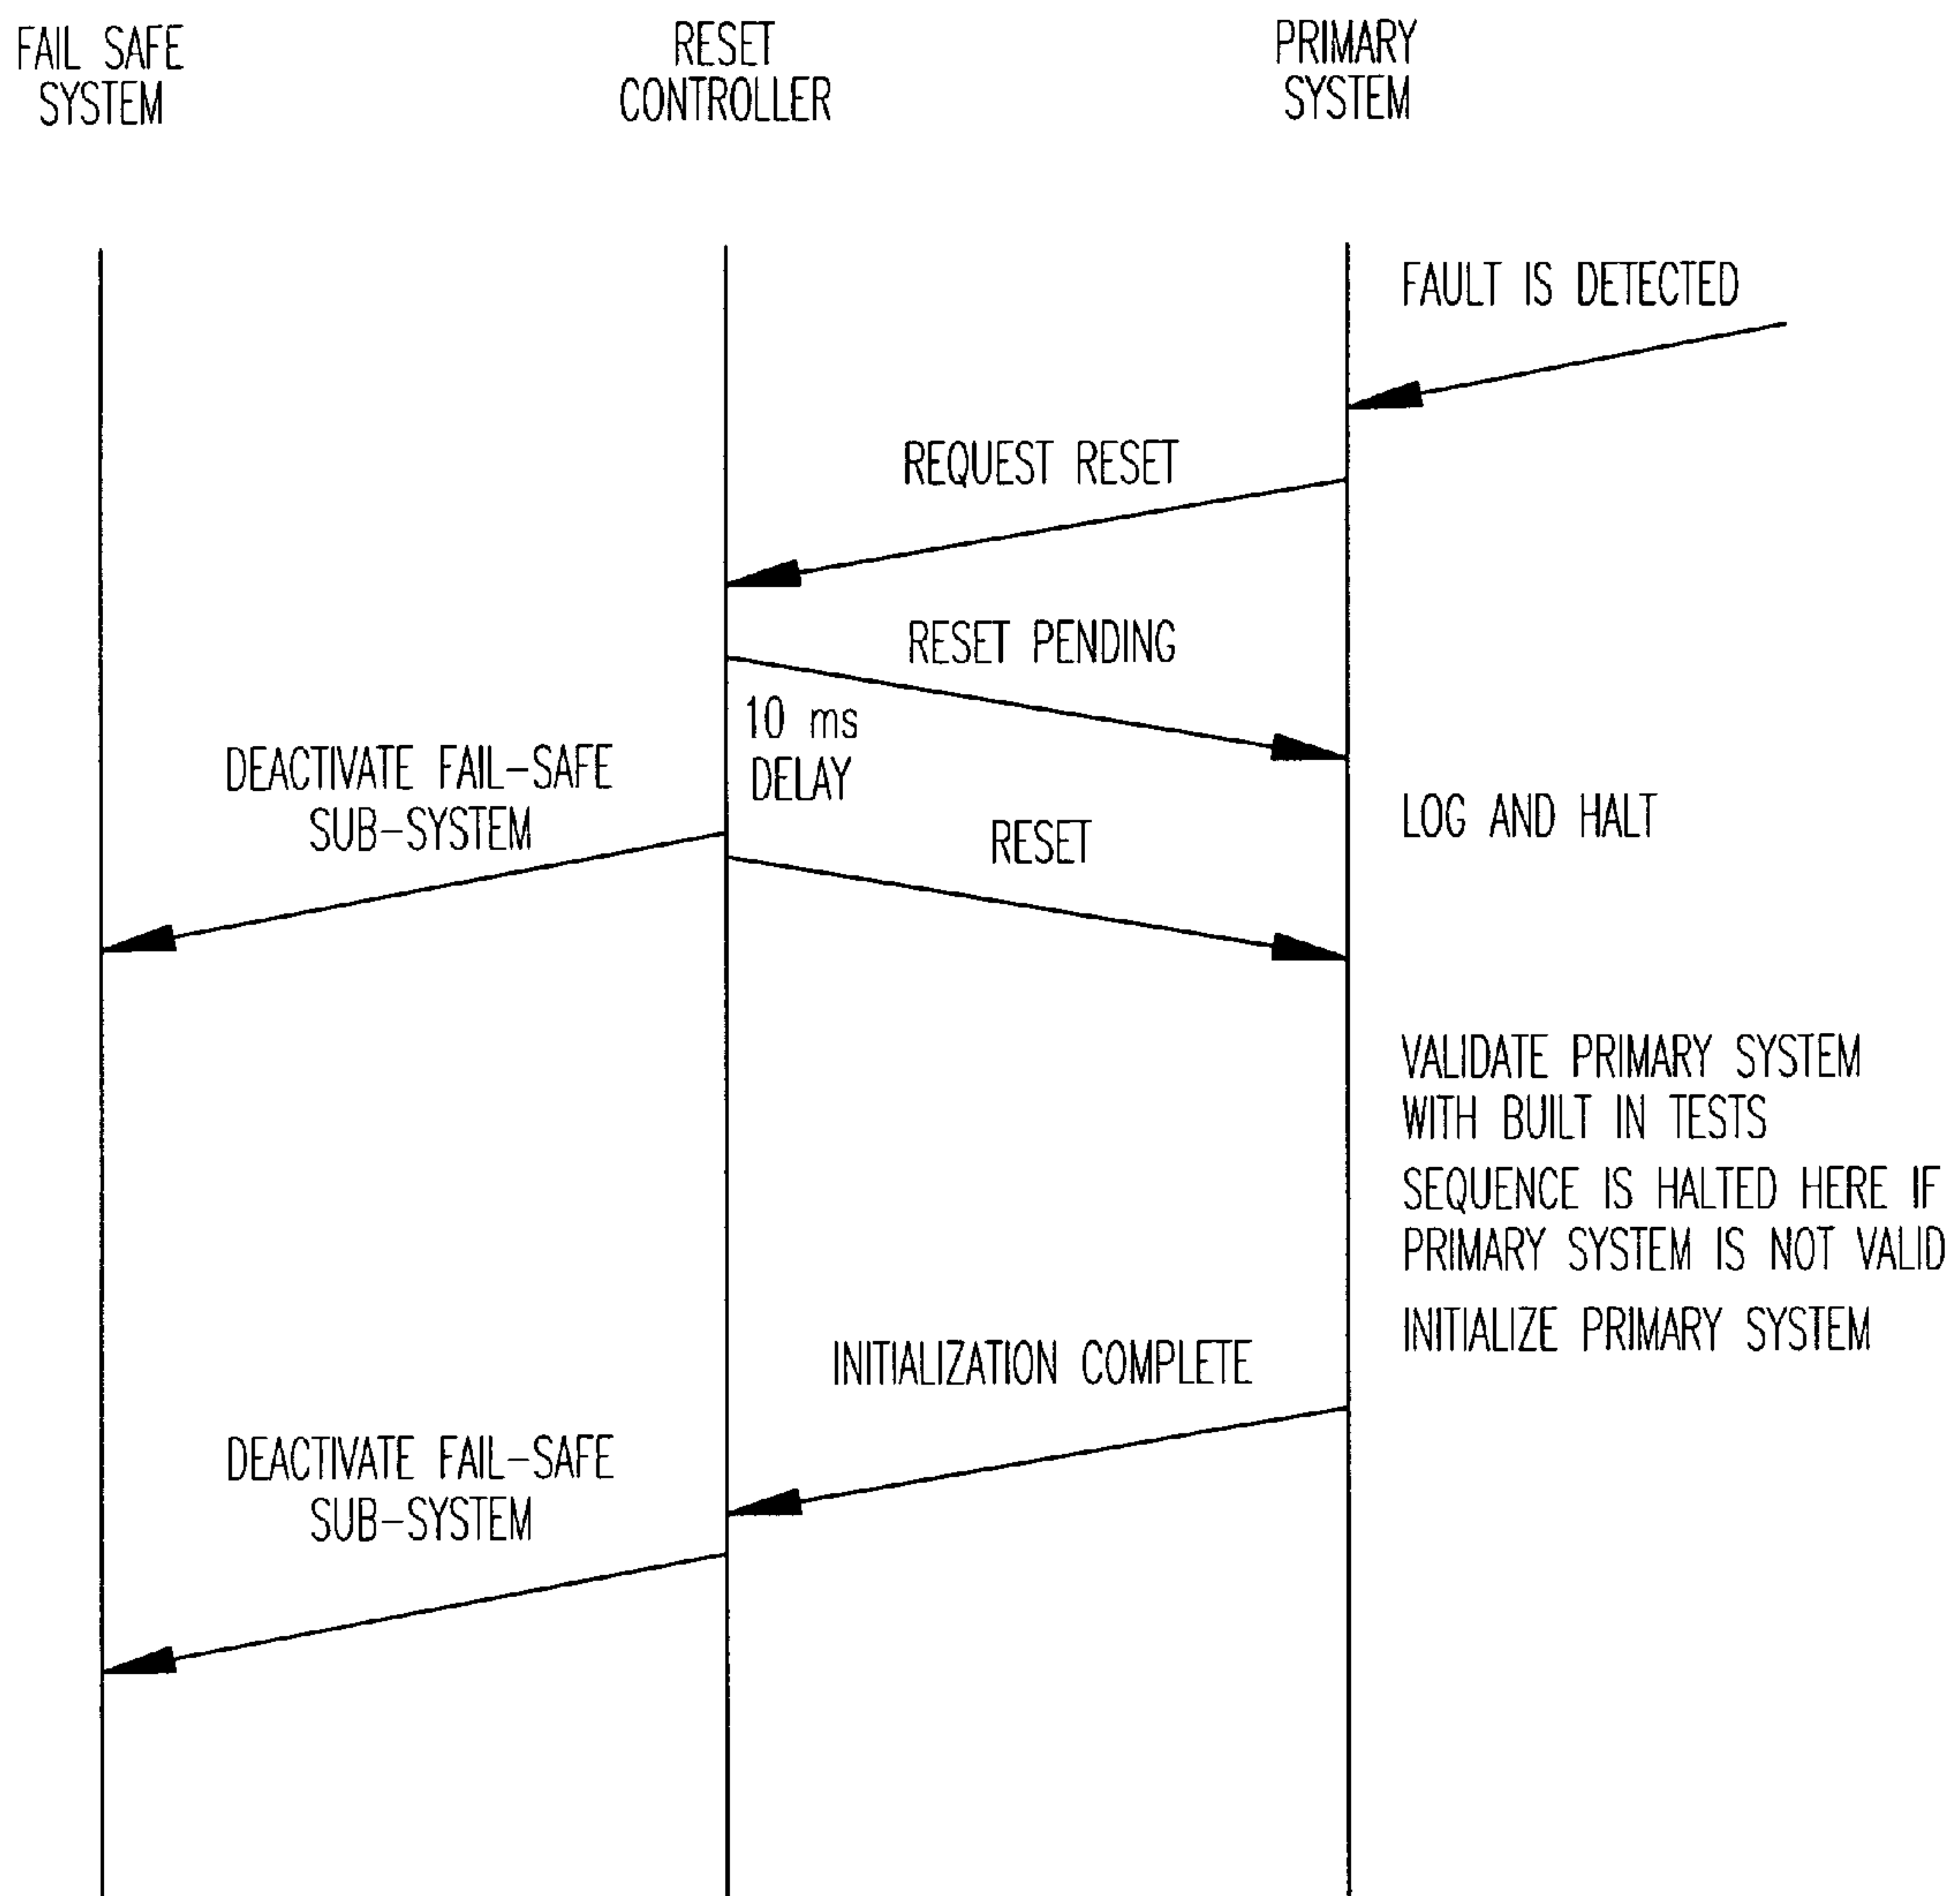 FAIL SAFE
SYSTEM
RESET
CONTROLLER
PRIMARY
SYSTEM
FAULT IS DETECTED
REQUEST RESET
RESET PENDING
10 ms
DELAY
DEACTIVATE FAIL-SAFE
SUB-SYSTEM
LOG AND HALT
RESET
VALIDATE PRIMARY SYSTEM
WITH BUILT IN TESTS
SEQUENCE IS HALTED HERE IF
PRIMARY SYSTEM IS NOT VALID
INITIALIZE PRIMARY SYSTEM
INITIALIZATION COMPLETE
DEACTIVATE FAIL-SAFE
SUB-SYSTEM